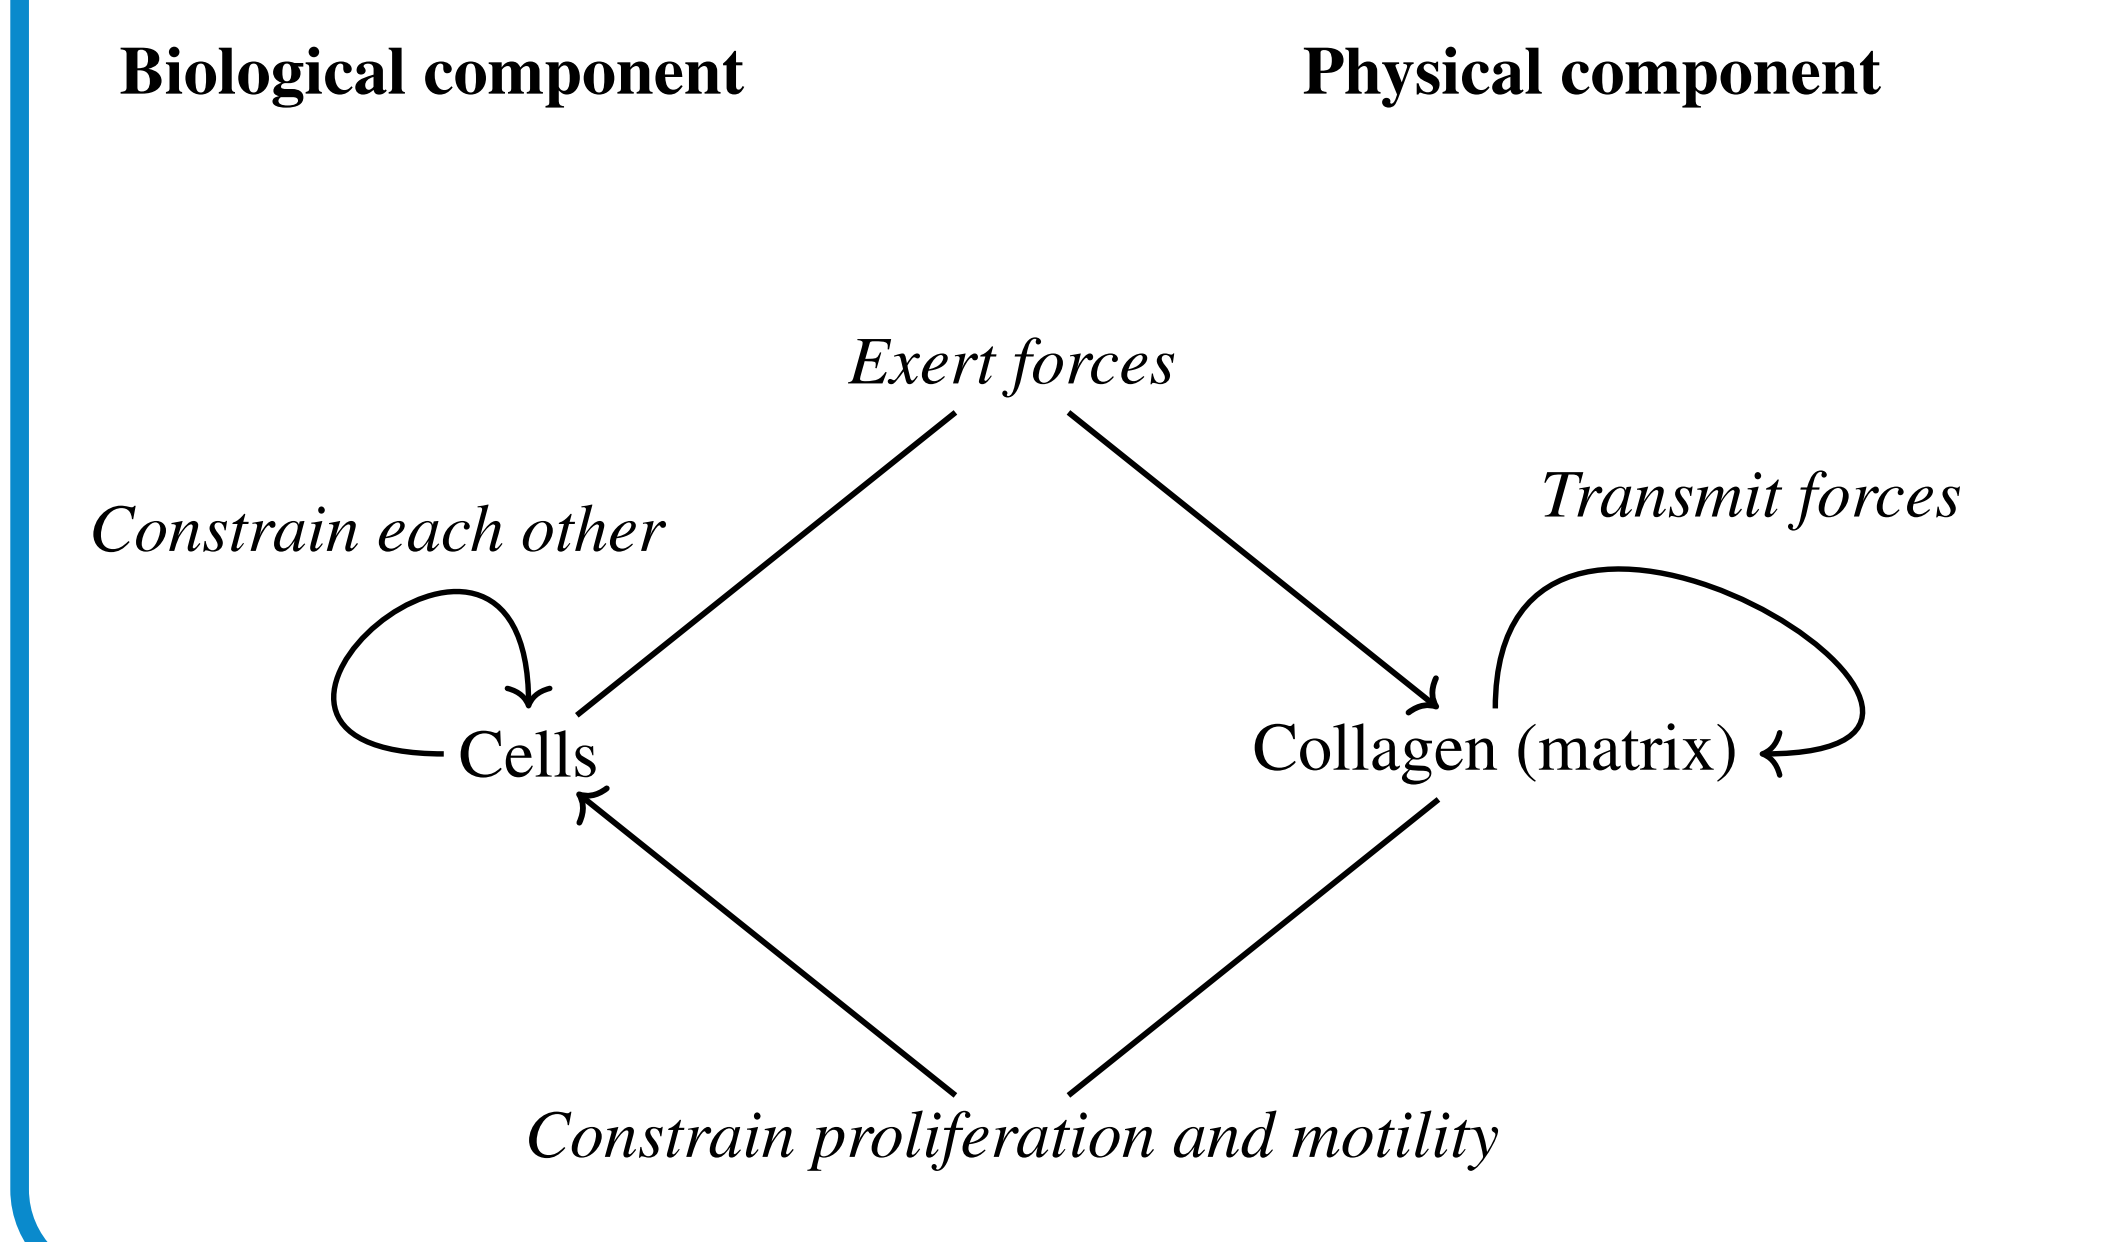 Biological component
Physical component
Exert forces
Transmit forces
Constrain each other
Cells
Collagen (matrix)
Constrain proliferation and motility